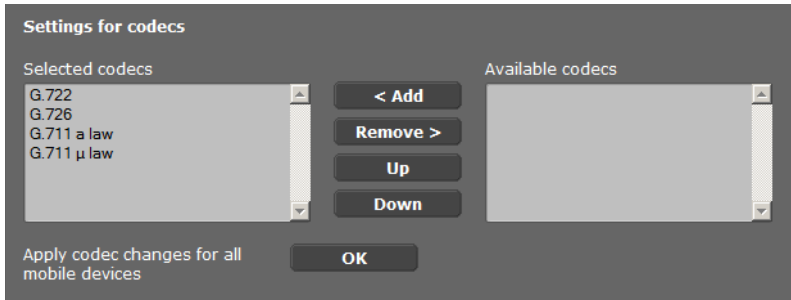 Settings for codecs
Selected codecs
Available codecs
G.722
G.726
G.711 a law
G.711 µ law
< Add
Remove >
Up
Down
Apply codec changes for all
mobile devices
OK